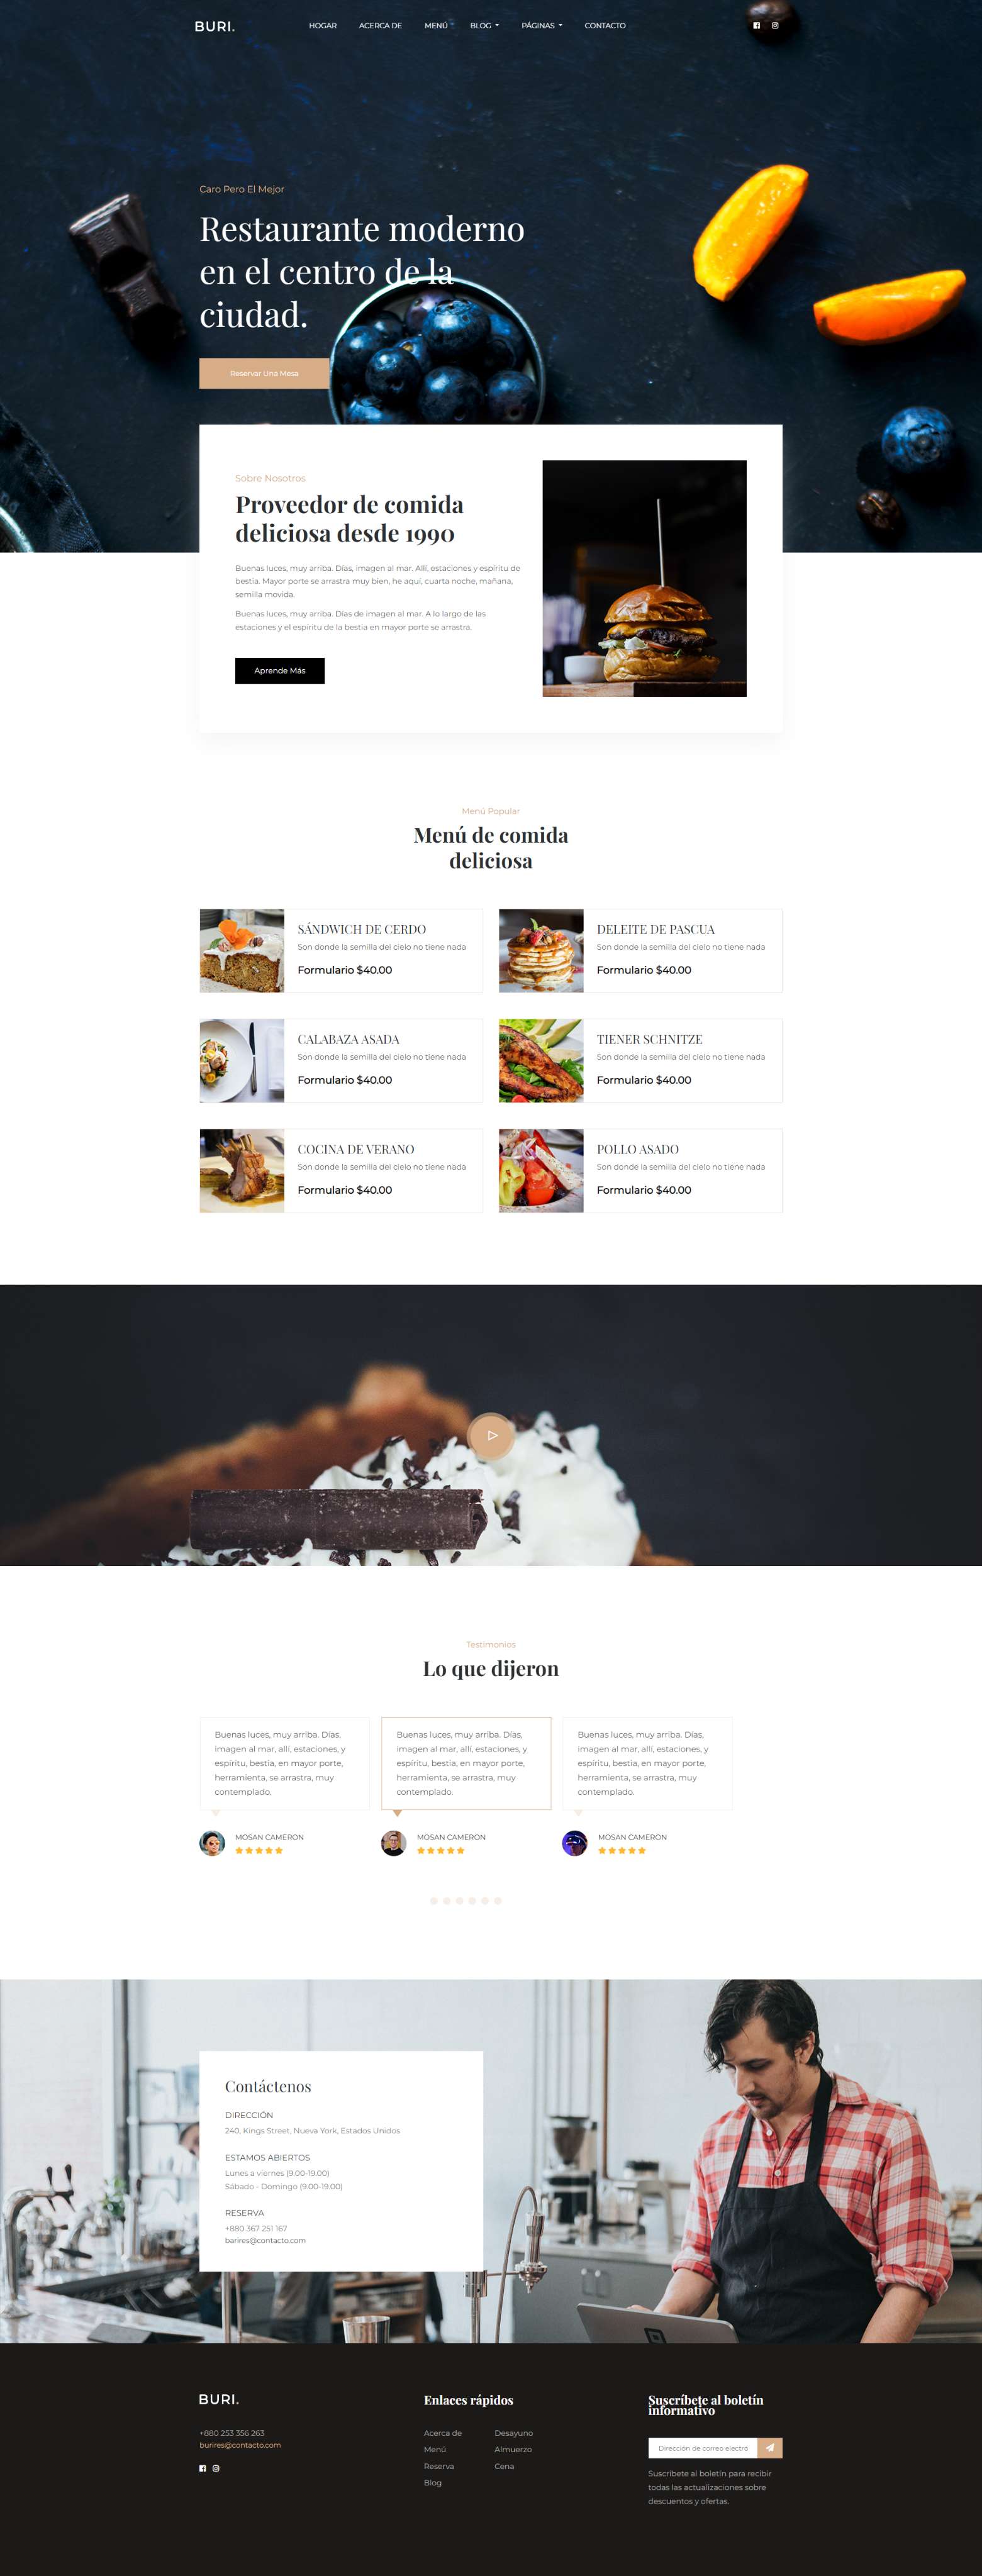 BURI.
HOGAR
ACERCA DE
MENÚ
BLOG
PÁGINAS
CONTACTO
Caro Pero El Mejor
Restaurante moderno
en el centro de la
ciudad.
Reservar Una Mesa
Sobre Nosotros
Proveedor de comida
deliciosa desde 1990
Buenas luces, muy arriba. Días, imagen al mar. Allí, estaciones y espíritu de
bestia. Mayor porte se arrastra muy bien, he aquí, cuarta noche, mañana,
semilla movida.
Buenas luces, muy arriba. Días de imagen al mar. A lo largo de las
estaciones y el espíritu de la bestia en mayor porte se arrastra.
Aprende Más
Menú Popular
Menú de comida
deliciosa
SÁNDWICH DE CERDO
Son donde la semilla del cielo no tiene nada
Formulario $40.00
DELEITE DE PASCUA
Son donde la semilla del cielo no tiene nada
Formulario $40.00
CALABAZA ASADA
Son donde la semilla del cielo no tiene nada
Formulario $40.00
TIENER SCHNITZE
Son donde la semilla del cielo no tiene nada
Formulario $40.00
COCINA DE VERANO
Son donde la semilla del cielo no tiene nada
Formulario $40.00
POLLO ASADO
Son donde la semilla del cielo no tiene nada
Formulario $40.00
Testimonios
Lo que dijeron
Buenas luces, muy arriba. Días,
imagen al mar, allí, estaciones, y
espíritu, bestia, en mayor porte,
herramienta, se arrastra, muy
contemplado.
MOSAN CAMERON
Buenas luces, muy arriba. Días,
imagen al mar, allí, estaciones, y
espíritu, bestia, en mayor porte,
herramienta, se arrastra, muy
contemplado.
MOSAN CAMERON
Buenas luces, muy arriba. Días,
imagen al mar, allí, estaciones, y
espíritu, bestia, en mayor porte,
herramienta, se arrastra, muy
contemplado.
MOSAN CAMERON
Contáctenos
DIRECCIÓN
240, Kings Street, Nueva York, Estados Unidos
ESTAMOS ABIERTOS
Lunes a viernes (9.00-19.00)
Sábado - Domingo (9.00-19.00)
RESERVA
+880 367 251 167
barires@contacto.com
BURI.
+880 253 356 263
burires@contacto.com
Enlaces rápidos
Acerca de
Menú
Reserva
Blog
Desayuno
Almuerzo
Cena
Suscríbete al boletín
informativo
Dirección de correo electró
Suscríbete al boletín para recibir
todas las actualizaciones sobre
descuentos y ofertas.